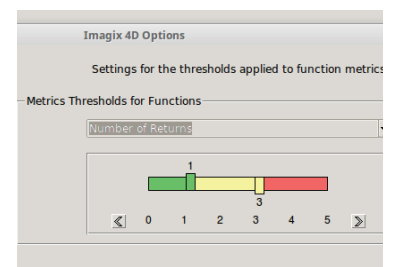 Imagix 4D Options
Settings for the thresholds applied to function metrics
Metrics Thresholds for Functions
Number of Returns
1
3
0 1 2 3 4 5